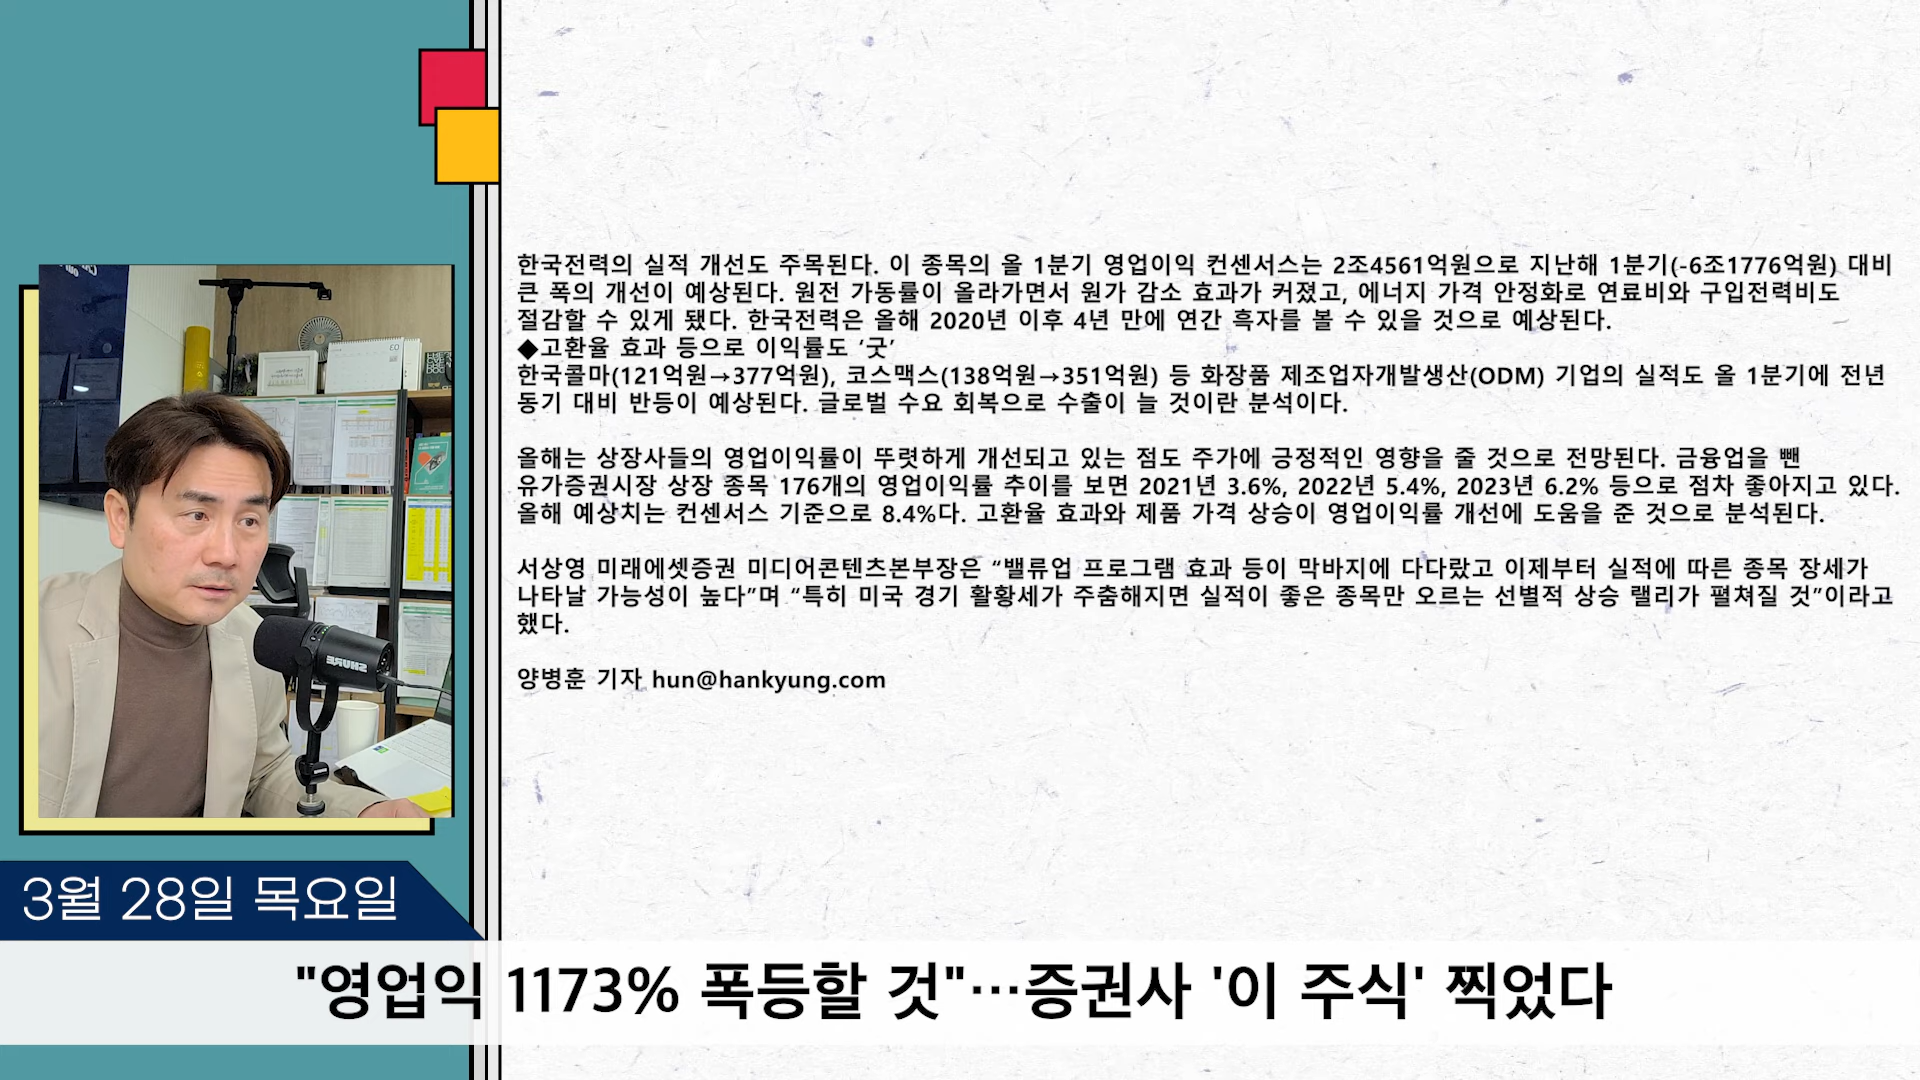 한국전력의 실적 개선도 주목된다. 이 종목의 올 1분기 영업이익 컨센서스는 2조4561억원으로 지난해 1분기(-6조1776억원) 대비
큰 폭의 개선이 예상된다. 원전 가동률이 올라가면서 원가 감소 효과가 커졌고, 에너지 가격 안정화로 연료비와 구입전력비도
절감할 수 있게 됐다. 한국전력은 올해 2020년 이후 4년 만에 연간 흑자를 볼 수 있을 것으로 예상된다.
◆고환율 효과 등으로 이익률도 ‘굿’
한국콜마(121억원→377억원), 코스맥스(138억원→351억원) 등 화장품 제조업자개발생산(ODM) 기업의 실적도 올 1분기에 전년
동기 대비 반등이 예상된다. 글로벌 수요 회복으로 수출이 늘 것이란 분석이다.
올해는 상장사들의 영업이익률이 뚜렷하게 개선되고 있는 점도 주가에 긍정적인 영향을 줄 것으로 전망된다. 금융업을 뺀
유가증권시장 상장 종목 176개의 영업이익률 추이를 보면 2021년 3.6%, 2022년 5.4%, 2023년 6.2% 등으로 점차 좋아지고 있다.
올해 예상치는 컨센서스 기준으로 8.4%다. 고환율 효과와 제품 가격 상승이 영업이익률 개선에 도움을 준 것으로 분석된다.
서상영 미래에셋증권 미디어콘텐츠본부장은 “밸류업 프로그램 효과 등이 막바지에 다다랐고 이제부터 실적에 따른 종목 장세가
나타날 가능성이 높다”며 “특히 미국 경기 활황세가 주춤해지면 실적이 좋은 종목만 오르는 선별적 상승 랠리가 펼쳐질 것”이라고
했다.
양병훈 기자 hun@hankyung.com
SHURE
3월 28일 목요일
"영업익 1173% 폭등할 것"…증권사 '이 주식' 찍었다